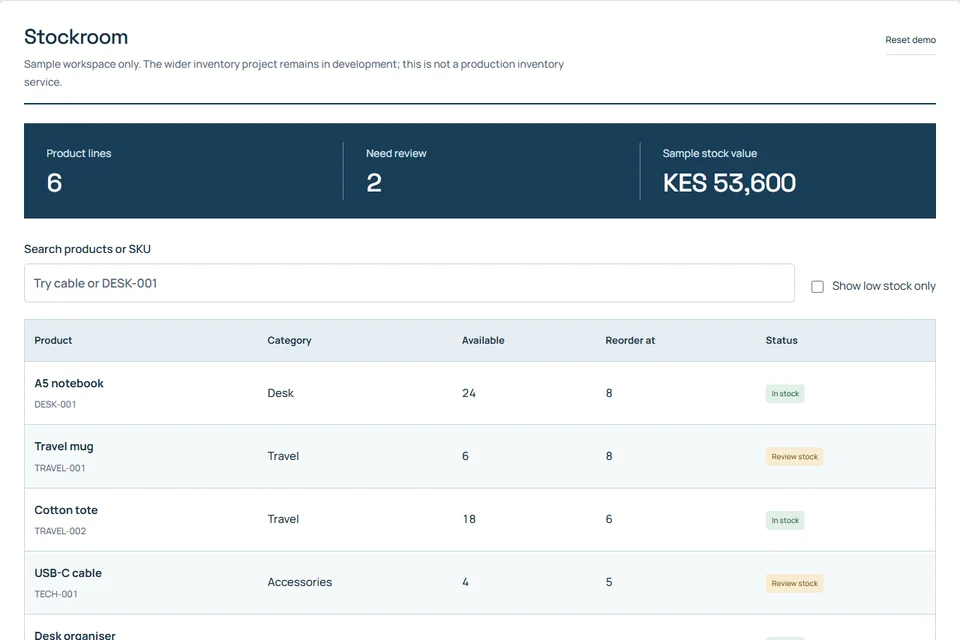 Stockroom
Reset demo
Sample workspace only. The wider inventory project remains in development; this is not a production inventory
service.
Product lines
Need review
Sample stock value
6
2
KES 53,600
Search products or SKU
Try cable or DESK-001
Show low stock only
Product Category Available Reorder at Status
A5 notebook
DESK-001
Desk 24 8 In stock
Travel mug
TRAVEL-001
Travel 6 8 Review stock
Cotton tote
TRAVEL-002
Travel 18 6 In stock
USB-C cable
TECH-001
Accessories 4 5 Review stock
Desk organiser